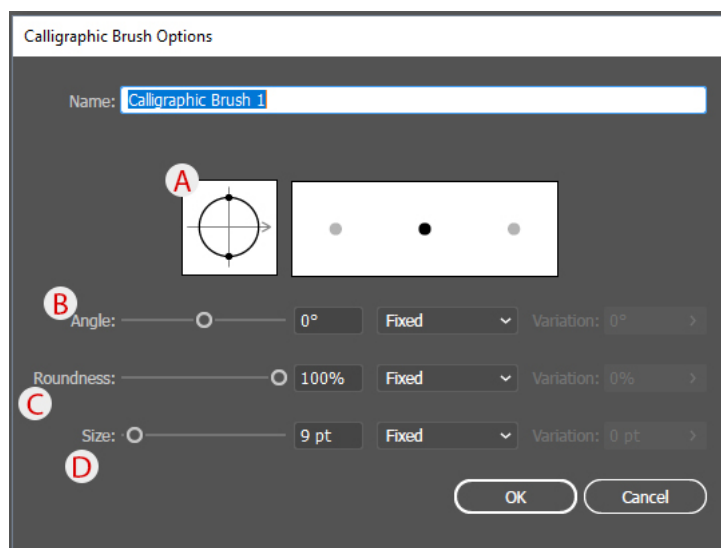 Calligraphic Brush Options
Name: Calligraphic Brush 1
A
B
Angle: 0° Fixed Variation: 0°
Roundness: 100% Fixed Variation: 0%
C
Size: 9 pt Fixed Variation: 0 pt
D
OK Cancel